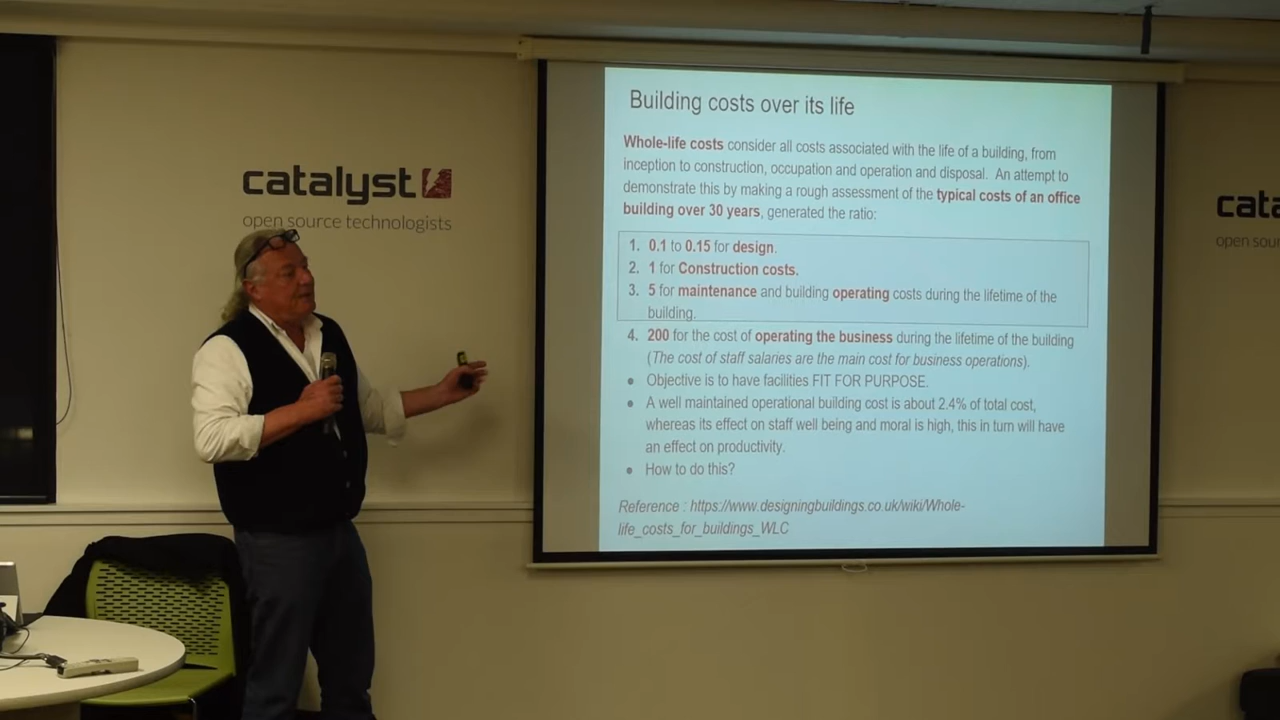 catalyst
open source technologists
Building costs over its life
Whole-life costs consider all costs associated with the life of a building, from
inception to construction, occupation and operation and disposal. An attempt to
demonstrate this by making a rough assessment of the typical costs of an office
building over 30 years, generated the ratio:
1. 0.1 to 0.15 for design.
2. 1 for Construction costs.
3. 5 for maintenance and building operating costs during the lifetime of the
building.
4. 200 for the cost of operating the business during the lifetime of the building
(The cost of staff salaries are the main cost for business operations).
• Objective is to have facilities FIT FOR PURPOSE.
• A well maintained operational building cost is about 2.4% of total cost,
whereas its effect on staff well being and moral is high, this in turn will have
an effect on productivity.
• How to do this?
Reference : https://www.designingbuildings.co.uk/wiki/Whole-
life_costs_for_buildings_WLC
cata
open sour